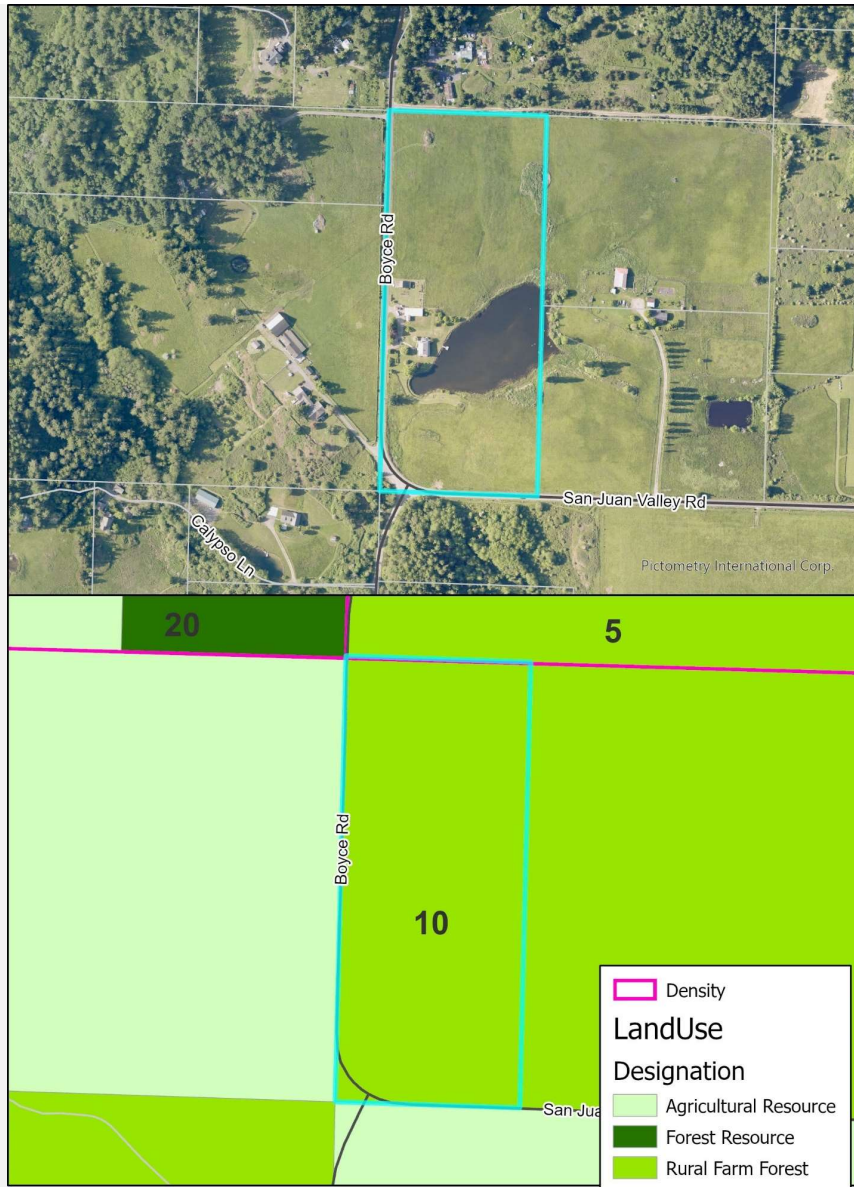 Boyce Rd
San Juan Valley Rd
Calypso Ln
Pictometry International Corp.
20
5
Boyce Rd
10
San Jua
Density
LandUse
Designation
Agricultural Resource
Forest Resource
Rural Farm Forest